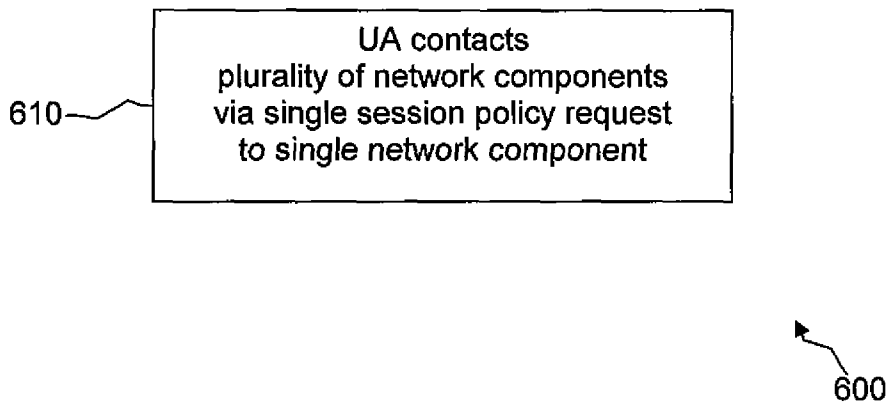 UA contacts
plurality of network components
via single session policy request
to single network component
610
600